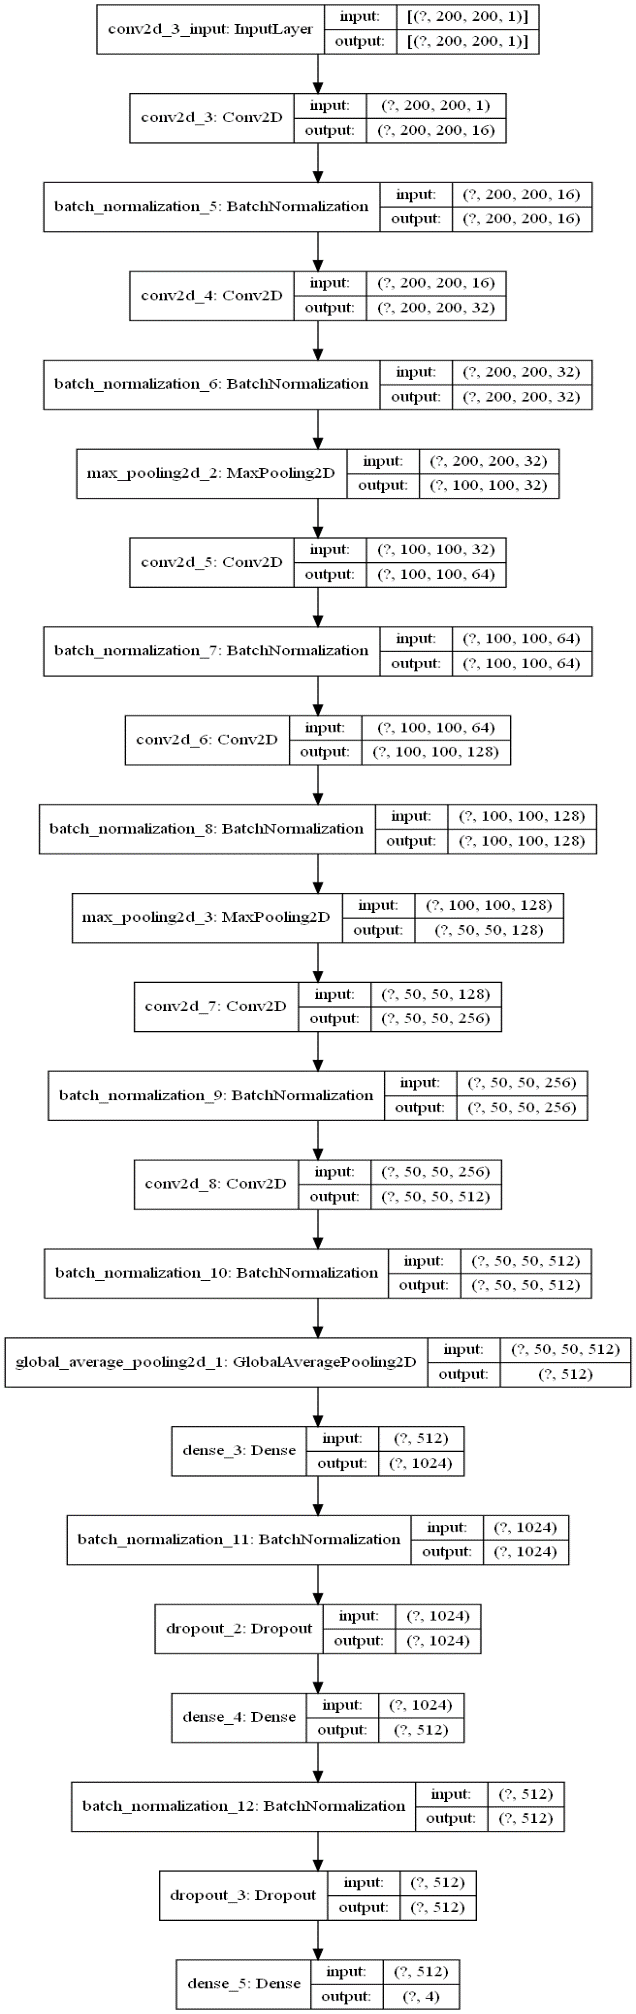 conv2d_3_input: InputLayer
input: [(?, 200, 200, 1)]
output: [(?, 200, 200, 1)]
conv2d_3: Conv2D
input: (?, 200, 200, 1)
output: (?, 200, 200, 16)
batch_normalization_5: BatchNormalization
input: (?, 200, 200, 16)
output: (?, 200, 200, 16)
conv2d_4: Conv2D
input: (?, 200, 200, 16)
output: (?, 200, 200, 32)
batch_normalization_6: BatchNormalization
input: (?, 200, 200, 32)
output: (?, 200, 200, 32)
max_pooling2d_2: MaxPooling2D
input: (?, 200, 200, 32)
output: (?, 100, 100, 32)
conv2d_5: Conv2D
input: (?, 100, 100, 32)
output: (?, 100, 100, 64)
batch_normalization_7: BatchNormalization
input: (?, 100, 100, 64)
output: (?, 100, 100, 64)
conv2d_6: Conv2D
input: (?, 100, 100, 64)
output: (?, 100, 100, 128)
batch_normalization_8: BatchNormalization
input: (?, 100, 100, 128)
output: (?, 100, 100, 128)
max_pooling2d_3: MaxPooling2D
input: (?, 100, 100, 128)
output: (?, 50, 50, 128)
conv2d_7: Conv2D
input: (?, 50, 50, 128)
output: (?, 50, 50, 256)
batch_normalization_9: BatchNormalization
input: (?, 50, 50, 256)
output: (?, 50, 50, 256)
conv2d_8: Conv2D
input: (?, 50, 50, 256)
output: (?, 50, 50, 512)
batch_normalization_10: BatchNormalization
input: (?, 50, 50, 512)
output: (?, 50, 50, 512)
global_average_pooling2d_1: GlobalAveragePooling2D
input: (?, 50, 50, 512)
output: (?, 512)
dense_3: Dense
input: (?, 512)
output: (?, 1024)
batch_normalization_11: BatchNormalization
input: (?, 1024)
output: (?, 1024)
dropout_2: Dropout
input: (?, 1024)
output: (?, 1024)
dense_4: Dense
input: (?, 1024)
output: (?, 512)
batch_normalization_12: BatchNormalization
input: (?, 512)
output: (?, 512)
dropout_3: Dropout
input: (?, 512)
output: (?, 512)
dense_5: Dense
input: (?, 512)
output: (?, 4)